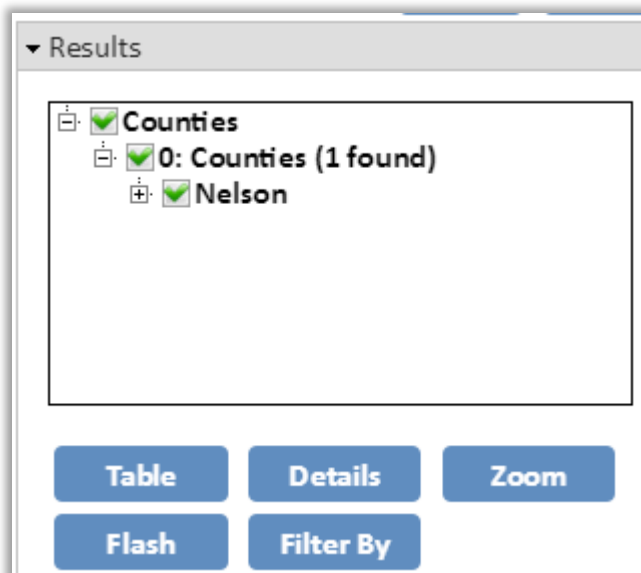 Results
Counties
0: Counties (1 found)
Nelson
Table Details Zoom
Flash Filter By